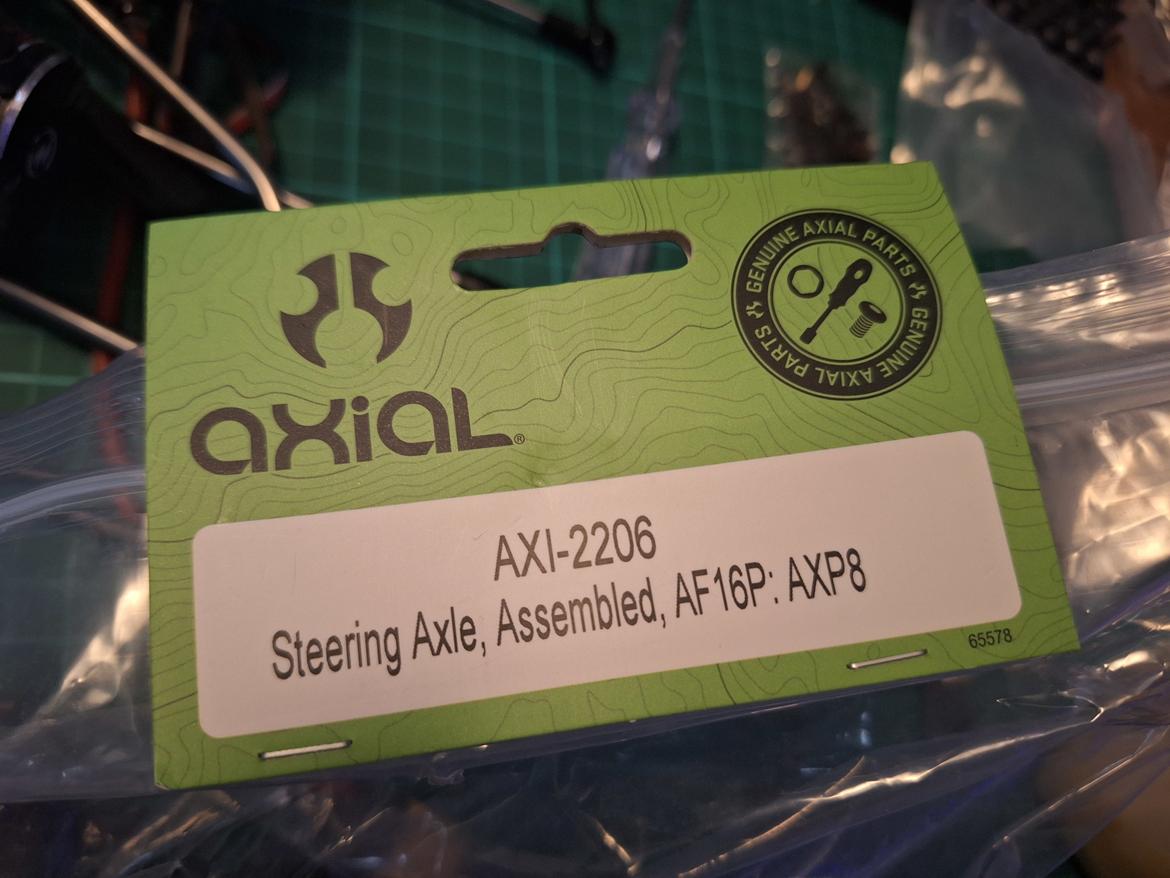 GENUINE AXIAL PARTS GENUINE AXIAL PARTS
axiaL®
AXI-2206
Steering Axle, Assembled, AF16P: AXP8
65578